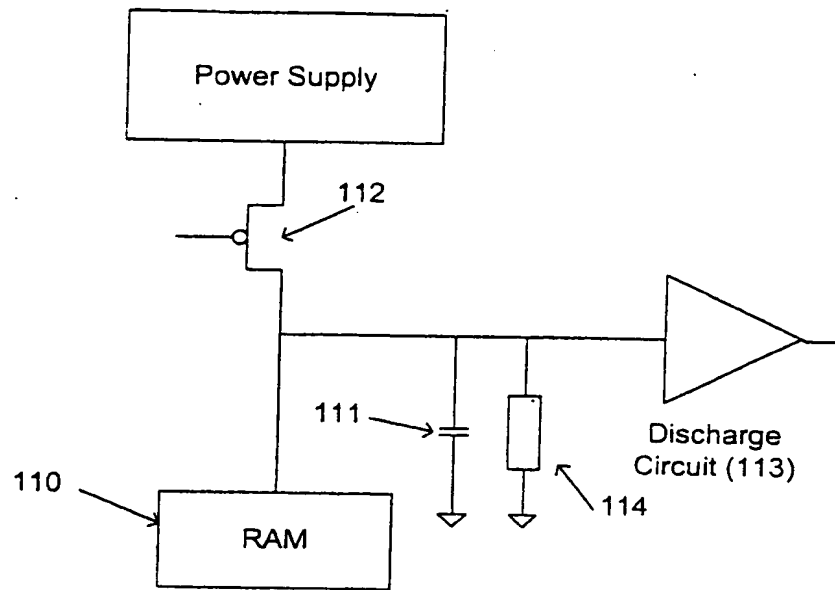 Power Supply
112
111
Discharge
Circuit (113)
110
114
RAM